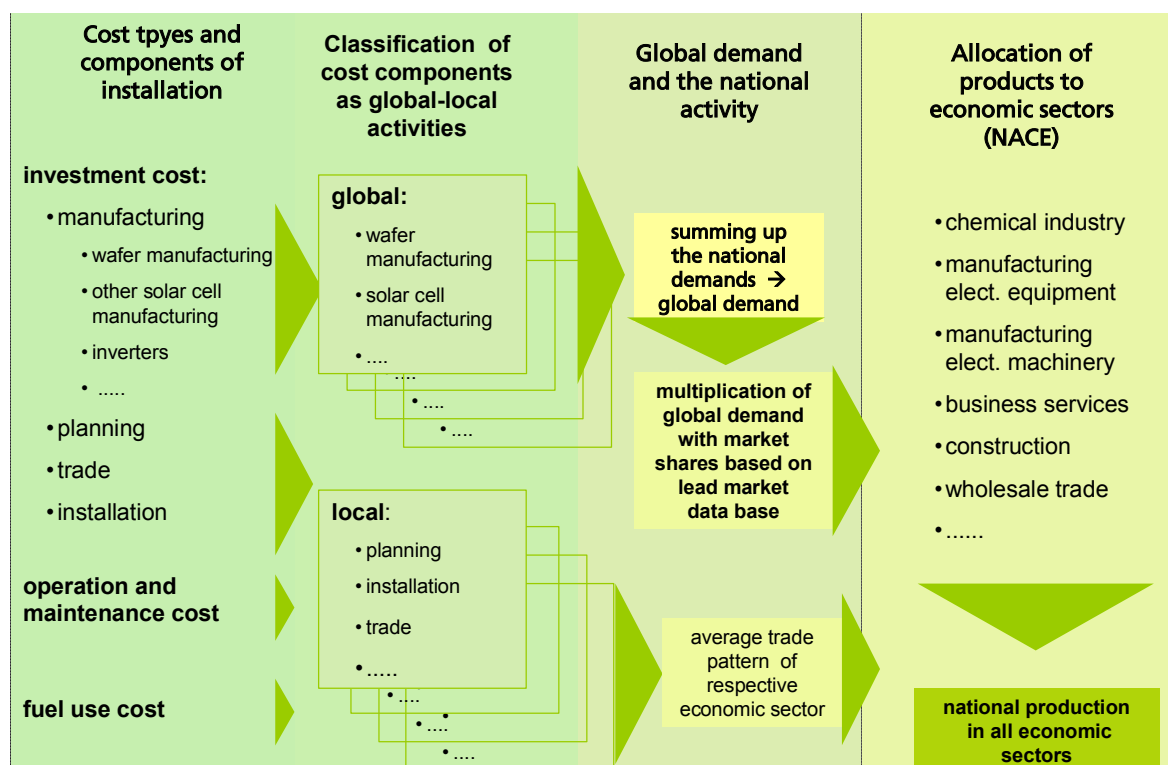 Cost tpyes and
components of
installation
investment cost:
• manufacturing
• wafer manufacturing
• other solar cell
manufacturing
• inverters
• .....
• planning
• trade
• installation
operation and
maintenance cost
fuel use cost
Classification of
cost components
as global-local
activities
global:
• wafer
manufacturing
• solar cell
manufacturing
• ....
• ....
• ....
• ....
local:
• planning
• installation
• trade
• .....
• ....
• ....
• ....
Global demand
and the national
activity
summing up
the national
demands →
global demand
multiplication of
global demand
with market
shares based on
lead market
data base
average trade
pattern of
respective
economic sector
Allocation of
products to
economic sectors
(NACE)
• chemical industry
• manufacturing
elect. equipment
• manufacturing
elect. machinery
• business services
• construction
• wholesale trade
• ......
national production
in all economic
sectors